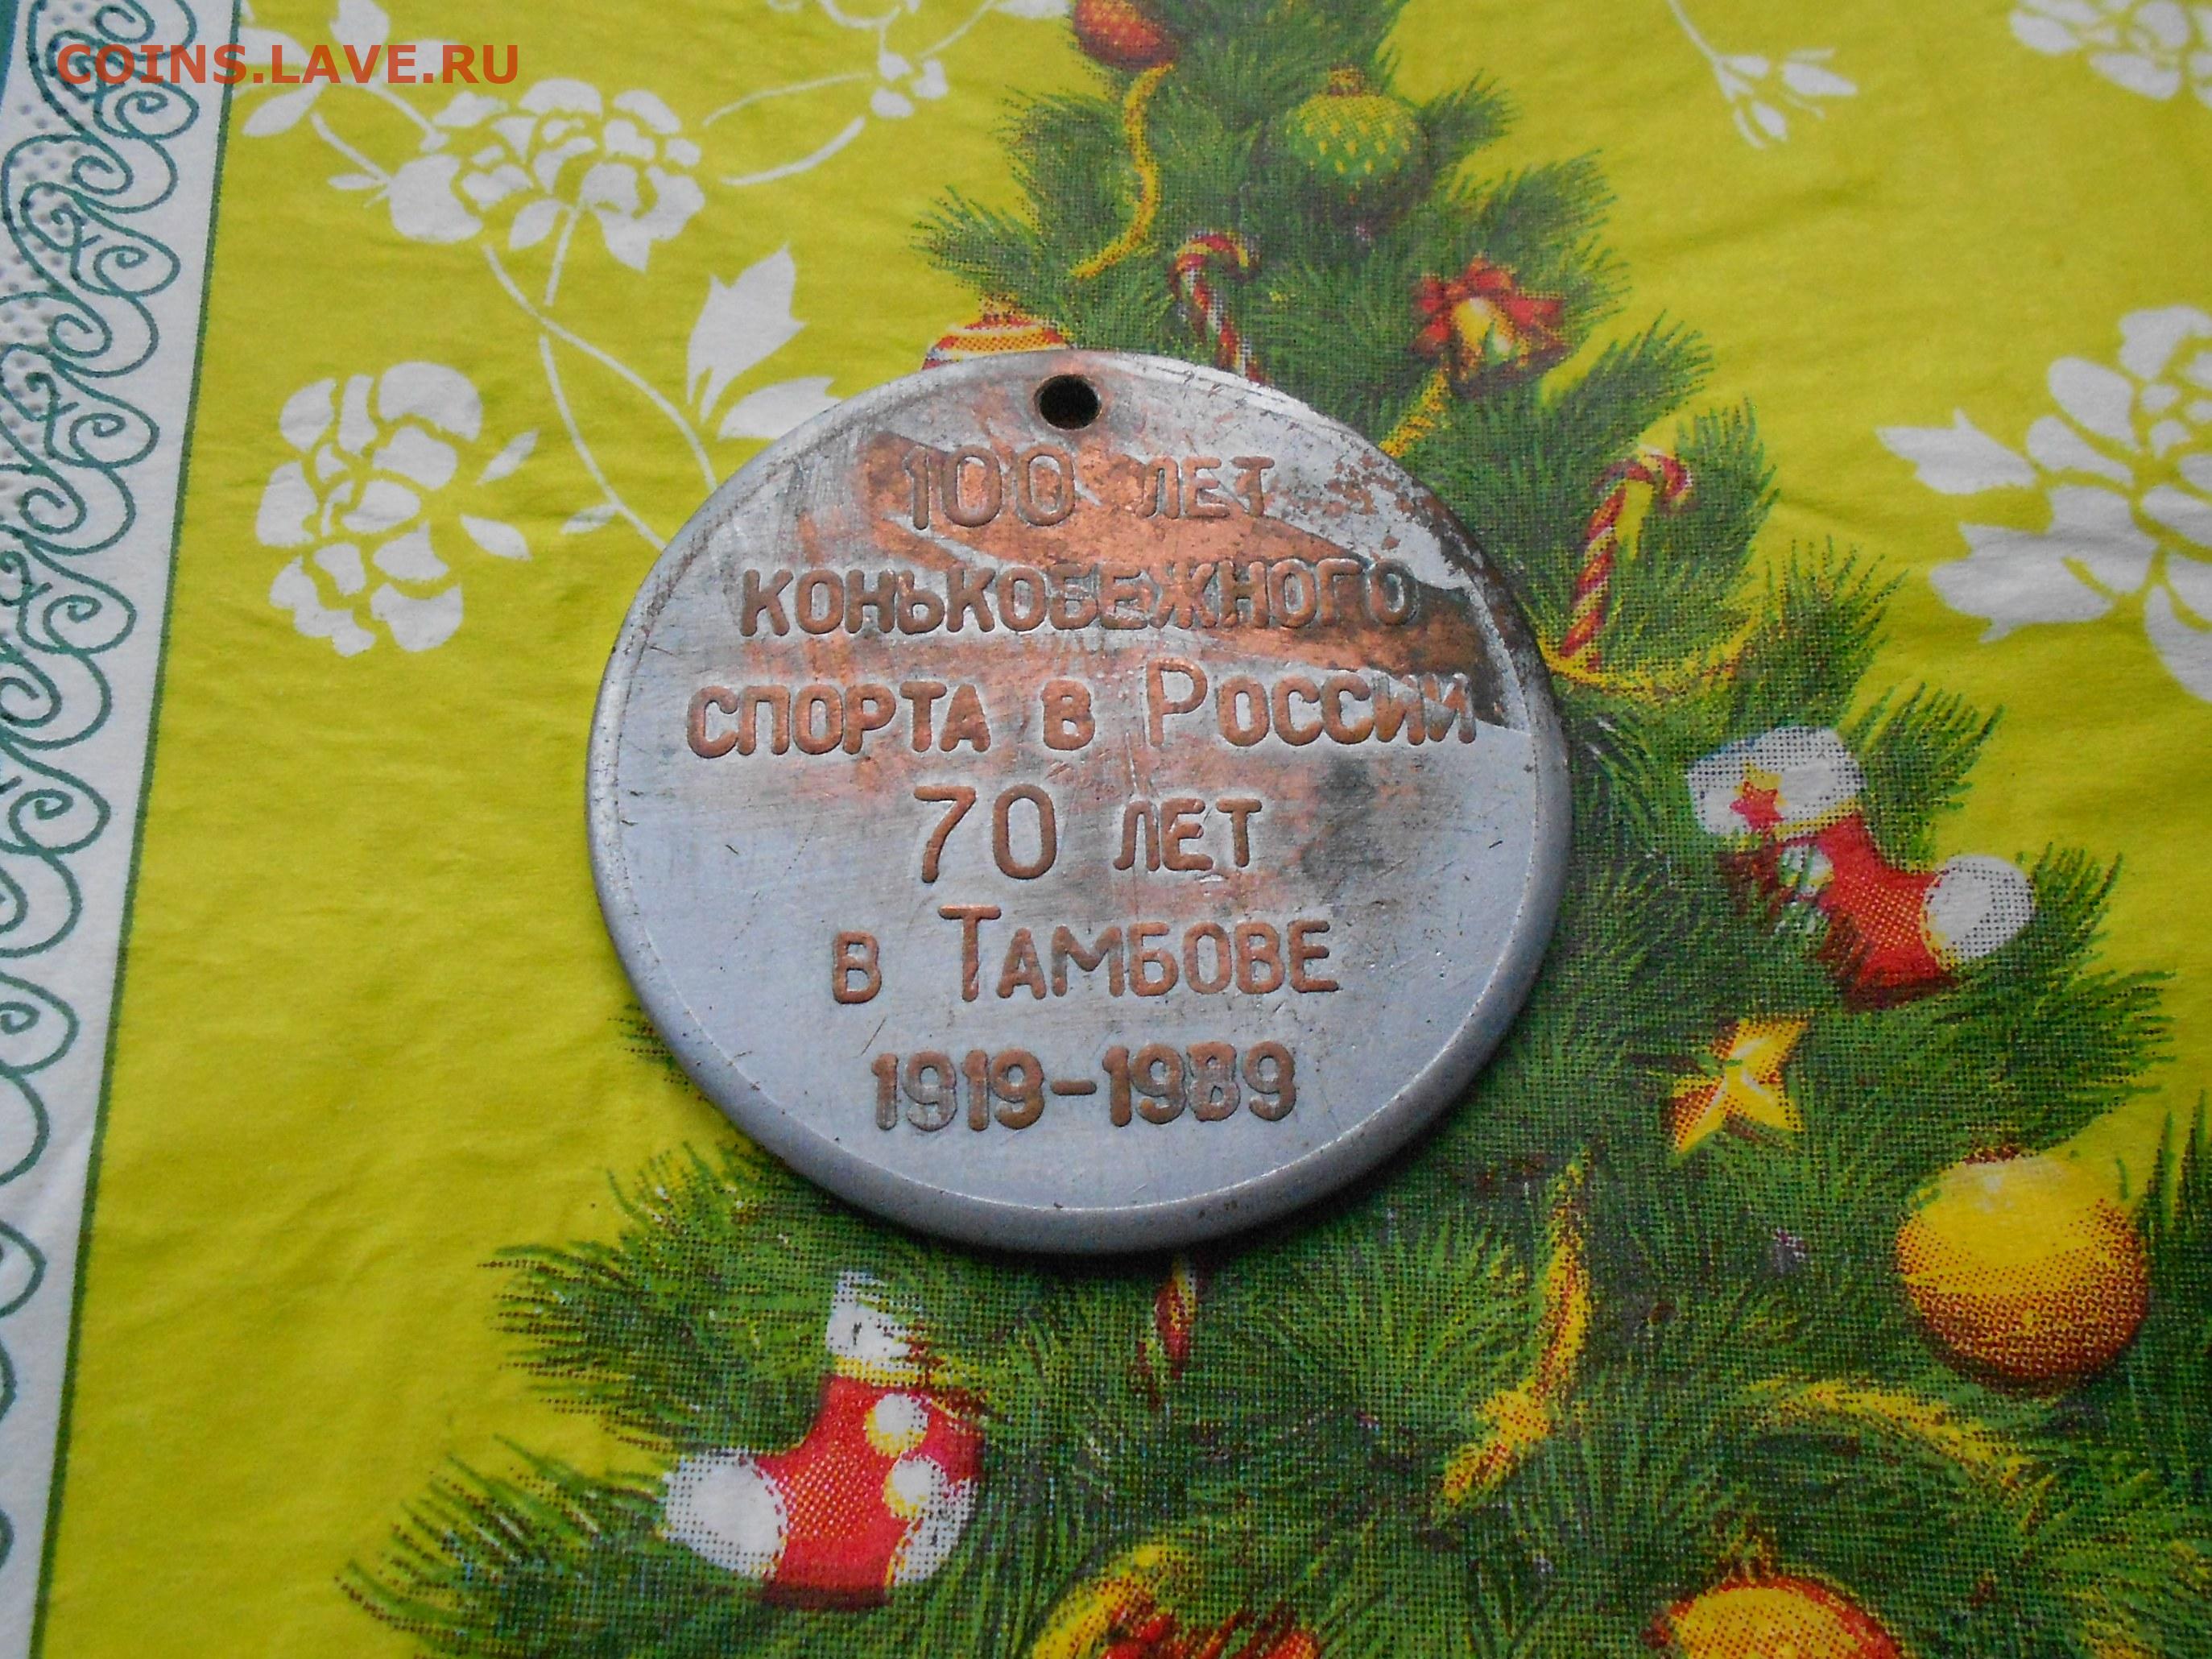 COINS.LAVE.RU
100 ЛЕТ
КОНЬКОБЕЖНОГО
СПОРТА В РОССИИ
70 ЛЕТ
В ТАМБОВЕ
1919-1989